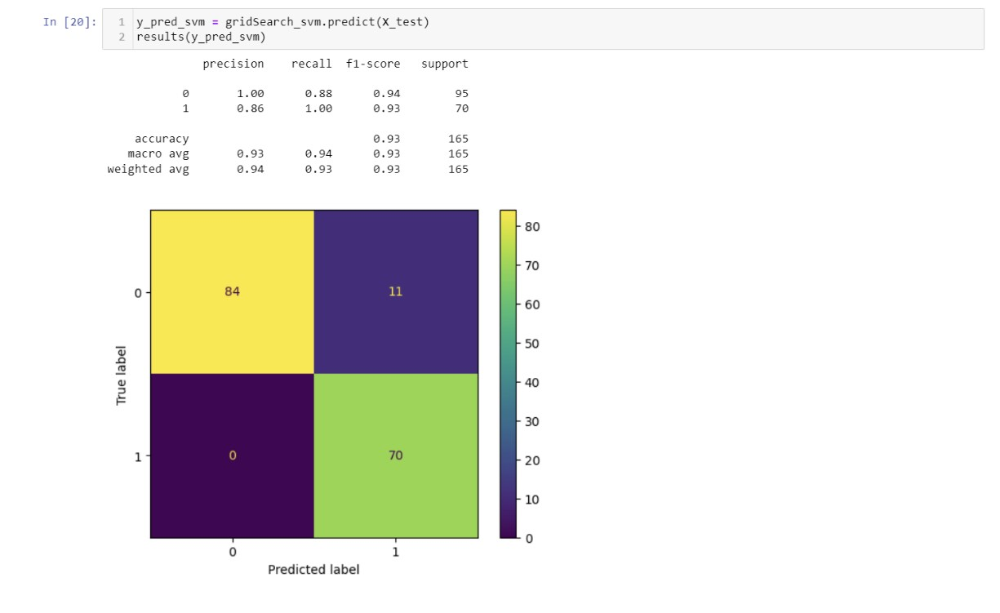 In [20]:
1 y_pred_svm = gridSearch_svm.predict(X_test)
2 results(y_pred_svm)
precision recall f1-score support
0 1.00 0.88 0.94 95
1 0.86 1.00 0.93 70
accuracy 0.93 165
macro avg 0.93 0.94 0.93 165
weighted avg 0.94 0.93 0.93 165
True label
0
1
84 11
0 70
0 1
Predicted label
80
70
60
50
40
30
20
10
0